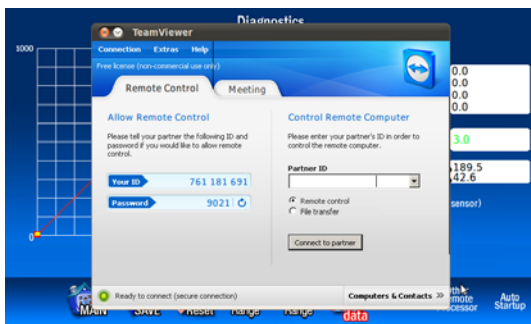 Diagnostics
TeamViewer
Connection Extras Help
Free license (non-commercial use only)
Remote Control
Meeting
Allow Remote Control
Please tell your partner the following ID and
password if you would like to allow remote
control.
Your ID 761 181 691
Password 9021
Control Remote Computer
Please enter your partner's ID in order to
control the remote computer.
Partner ID
Remote control
File transfer
Connect to partner
Ready to connect (secure connection)
Computers & Contacts >>
1000
0
0.0
0.0
0.0
0.0
3.0
189.5
42.6
sensor)
MAIN
SAVE
Reset
Range
Range
data
emote
ocessor
Auto
Startup